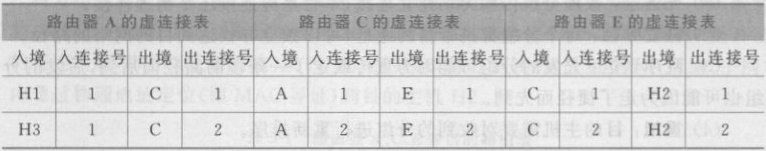 路由器 A 的虚连接表 路由器 C 的虚连接表 路由器 E 的虚连接表
入境 入连接号 出境 出连接号 入境 入连接号 出境 出连接号 入境 入连接号 出境 出连接号
H1 1 C 1 A 1 E 1 C 1 H2 1
H3 1 C 2 A 2 E 2 C 2 H2 2